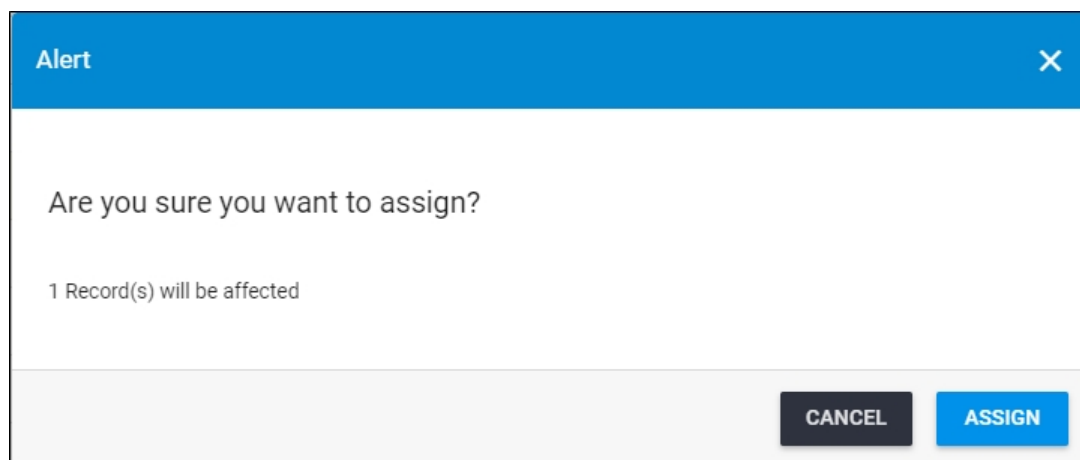 Alert
Are you sure you want to assign?
1 Record(s) will be affected
CANCEL ASSIGN